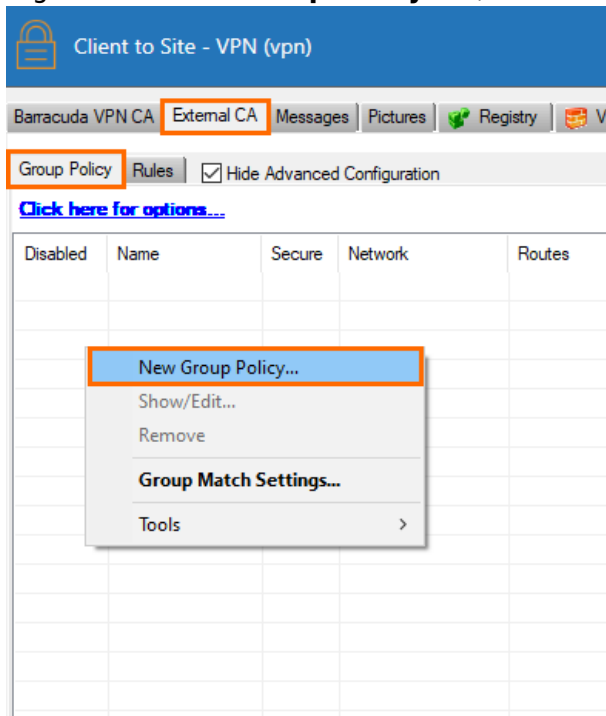 Client to Site - VPN (vpn)
Barracuda VPN CA External CA Messages Pictures Registry
Group Policy Rules Hide Advanced Configuration
Click here for options...
Disabled Name Secure Network Routes
New Group Policy...
Show/Edit...
Remove
Group Match Settings...
Tools